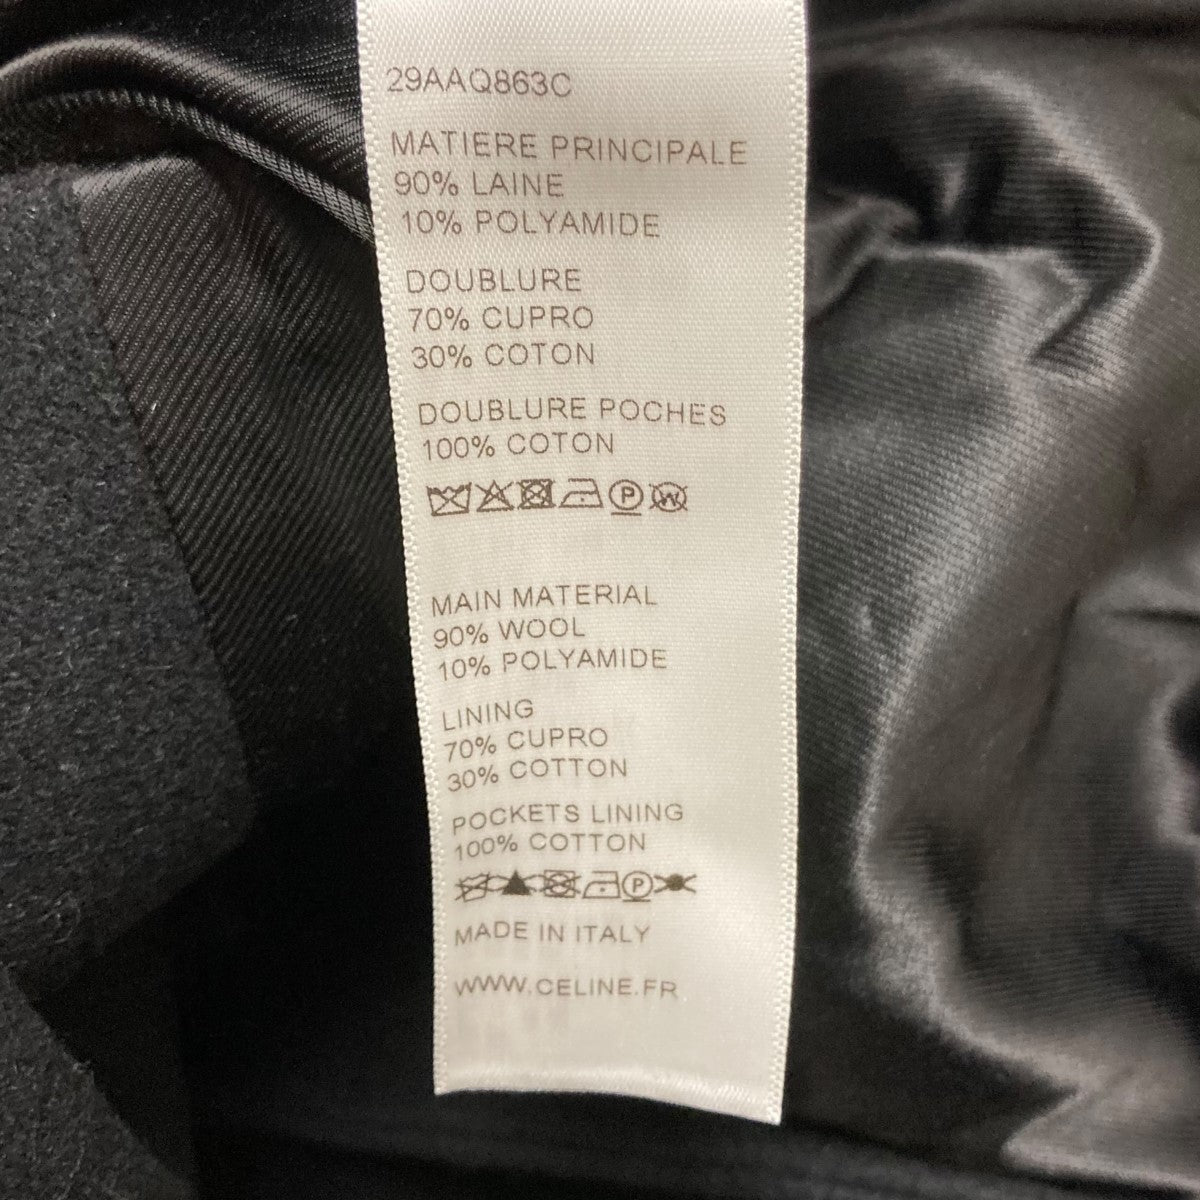 29AAQ863C
MATIERE PRINCIPALE
90% LAINE
10% POLYAMIDE
DOUBLURE
70% CUPRO
30% COTON
DOUBLURE POCHES
100% COTON
P W
MAIN MATERIAL
90% WOOL
10% POLYAMIDE
LINING
70% CUPRO
30% COTTON
POCKETS LINING
100% COTTON
P
MADE IN ITALY
WWW.CELINE.FR